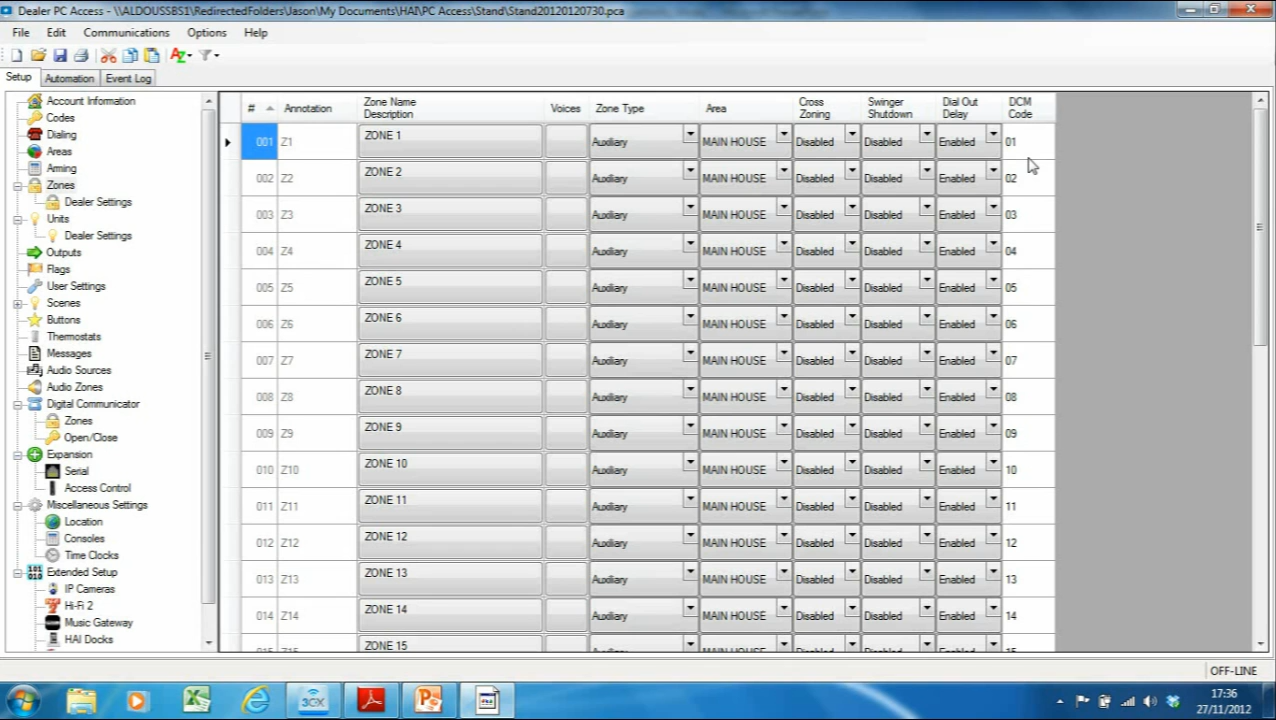 Dealer PC Access - \\ALDOUSSBS1\RedirectedFolders\Jason\My Documents\HAI\PC Access\Stand\Stand20120120730.pca
File Edit Communications Options Help
Setup Automation Event Log
Account Information
Codes
Dialing
Areas
Arming
Zones
Dealer Settings
Units
Dealer Settings
Outputs
Flags
User Settings
Scenes
Buttons
Thermostats
Messages
Audio Sources
Audio Zones
Digital Communicator
Zones
Open/Close
Expansion
Serial
Access Control
Miscellaneous Settings
Location
Consoles
Time Clocks
Extended Setup
IP Cameras
Hi-Fi 2
Music Gateway
HAI Docks
# Annotation Zone Name Description Voices Zone Type Area Cross Zoning Swinger Shutdown Dial Out Delay DCM Code
001 Z1 ZONE 1 Auxiliary MAIN HOUSE Disabled Disabled Enabled 01
002 Z2 ZONE 2 Auxiliary MAIN HOUSE Disabled Disabled Enabled 02
003 Z3 ZONE 3 Auxiliary MAIN HOUSE Disabled Disabled Enabled 03
004 Z4 ZONE 4 Auxiliary MAIN HOUSE Disabled Disabled Enabled 04
005 Z5 ZONE 5 Auxiliary MAIN HOUSE Disabled Disabled Enabled 05
006 Z6 ZONE 6 Auxiliary MAIN HOUSE Disabled Disabled Enabled 06
007 Z7 ZONE 7 Auxiliary MAIN HOUSE Disabled Disabled Enabled 07
008 Z8 ZONE 8 Auxiliary MAIN HOUSE Disabled Disabled Enabled 08
009 Z9 ZONE 9 Auxiliary MAIN HOUSE Disabled Disabled Enabled 09
010 Z10 ZONE 10 Auxiliary MAIN HOUSE Disabled Disabled Enabled 10
011 Z11 ZONE 11 Auxiliary MAIN HOUSE Disabled Disabled Enabled 11
012 Z12 ZONE 12 Auxiliary MAIN HOUSE Disabled Disabled Enabled 12
013 Z13 ZONE 13 Auxiliary MAIN HOUSE Disabled Disabled Enabled 13
014 Z14 ZONE 14 Auxiliary MAIN HOUSE Disabled Disabled Enabled 14
015 Z15 ZONE 15 Auxiliary MAIN HOUSE Disabled Disabled Enabled 15
OFF-LINE
3CX
17:36
27/11/2012